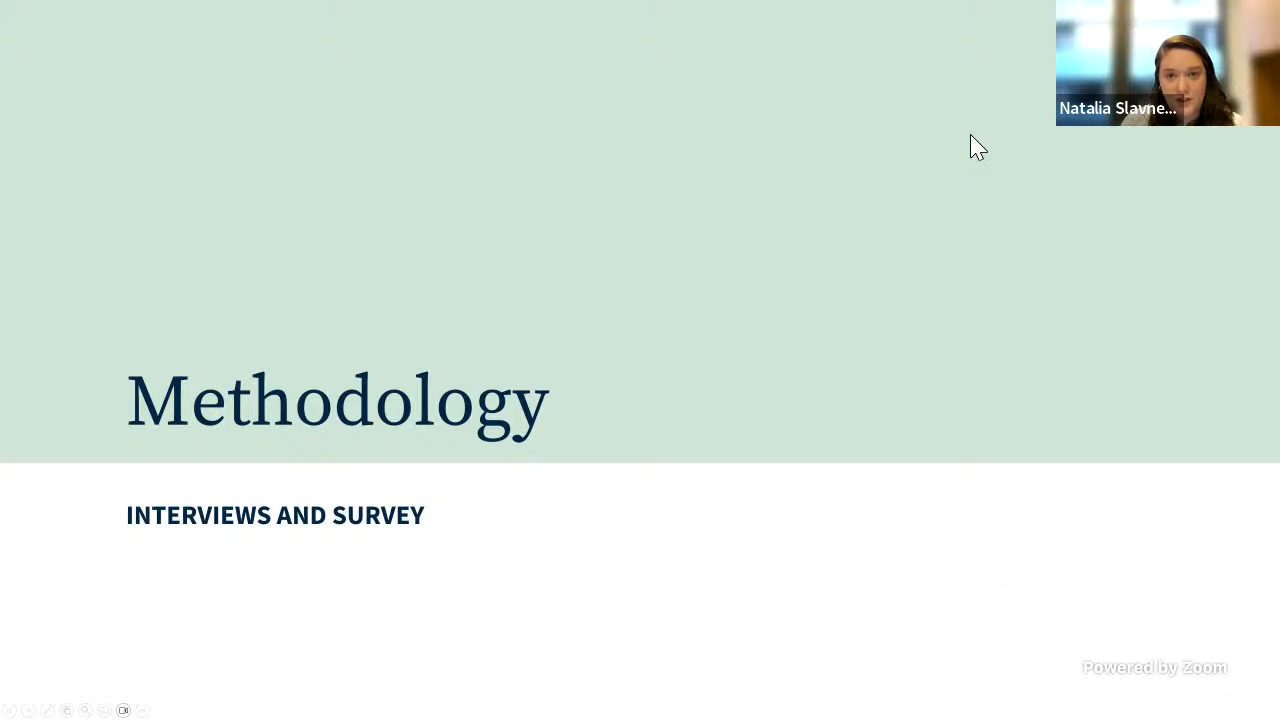 Natalia Slavne...
Methodology
INTERVIEWS AND SURVEY
Powered by Zoom